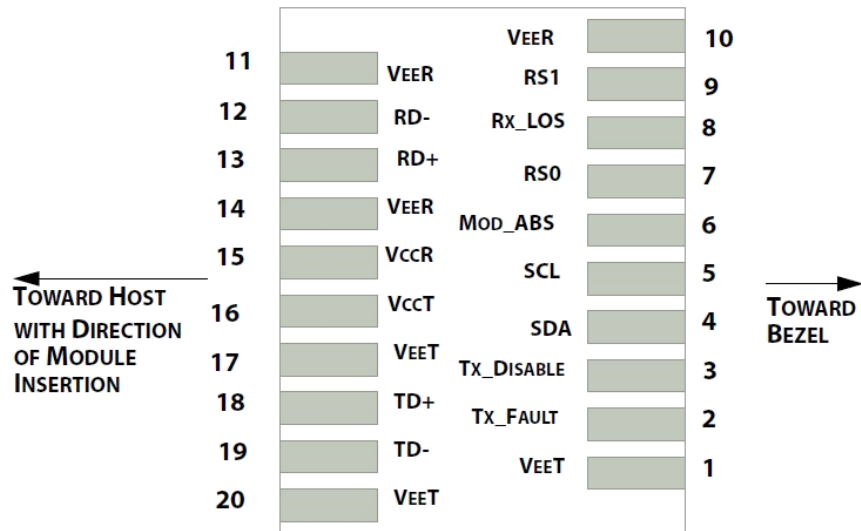 VEER 10
11 VEER
RS1 9
12 RD-
RX_LOS 8
13 RD+
RS0 7
14 VEER
MOD_ABS 6
15 VCCR
SCL 5
TOWARD HOST
WITH DIRECTION
OF MODULE
INSERTION
TOWARD
BEZEL
16 VCCT
SDA 4
17 VEET
TX_DISABLE 3
18 TD+
TX_FAULT 2
19 TD-
VEET 1
20 VEET